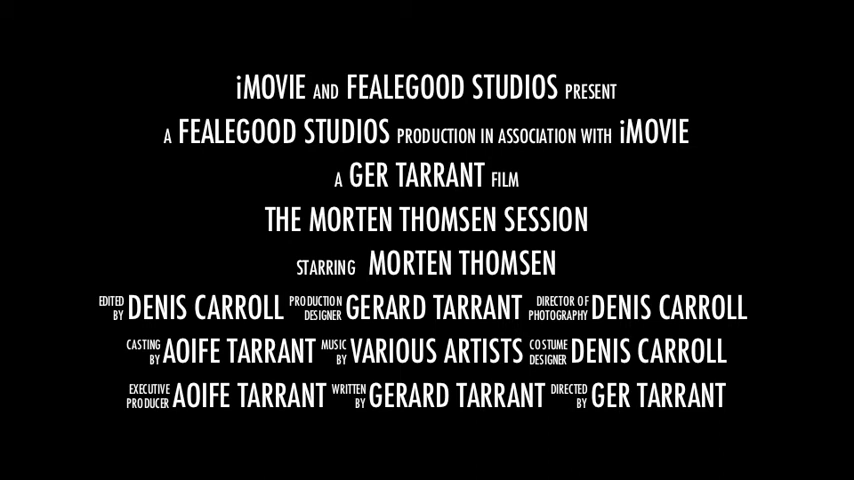 iMOVIE AND FEALEGOOD STUDIOS PRESENT
A FEALEGOOD STUDIOS PRODUCTION IN ASSOCIATION WITH iMOVIE
A GER TARRANT FILM
THE MORTEN THOMSEN SESSION
STARRING MORTEN THOMSEN
EDITED BY DENIS CARROLL PRODUCTION DESIGNER GERARD TARRANT DIRECTOR OF PHOTOGRAPHY DENIS CARROLL
CASTING BY AOIFE TARRANT MUSIC BY VARIOUS ARTISTS COSTUME DESIGNER DENIS CARROLL
EXECUTIVE PRODUCER AOIFE TARRANT WRITTEN BY GERARD TARRANT DIRECTED BY GER TARRANT